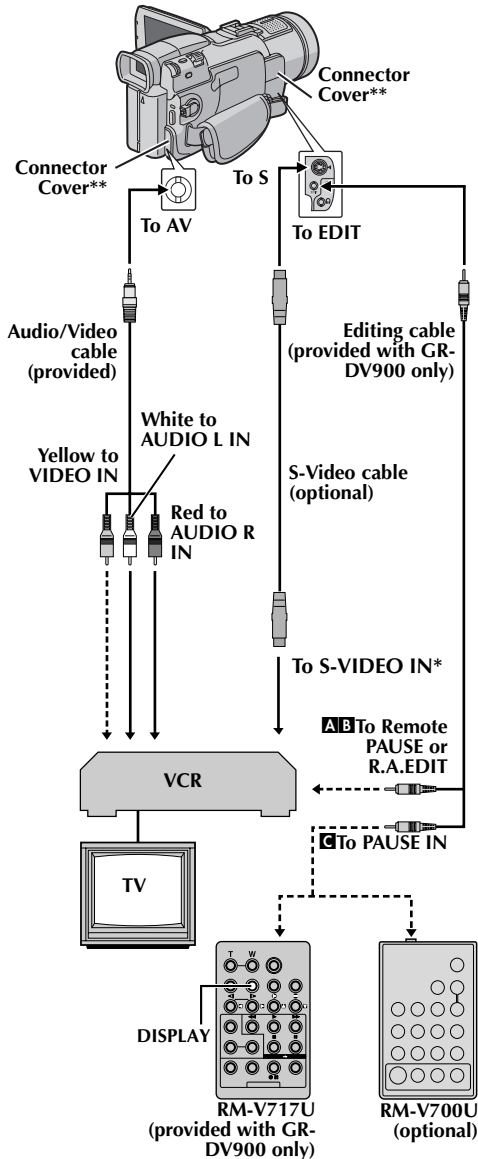 Connector
Cover**
Connector
Cover**
To AV
To S
To EDIT
Audio/Video
cable
(provided)
Editing cable
(provided with GR-
DV900 only)
White to
AUDIO L IN
Yellow to
VIDEO IN
Red to
AUDIO R
IN
S-Video cable
(optional)
To S-VIDEO IN*
A B To Remote
PAUSE or
R.A.EDIT
C To PAUSE IN
VCR
TV
T W
DISPLAY
RM-V717U
(provided with GR-
DV900 only)
RM-V700U
(optional)